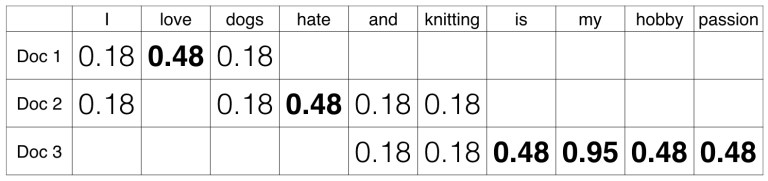 I love dogs hate and knitting is my hobby passion
Doc 1 0.18 0.48 0.18
Doc 2 0.18 0.18 0.48 0.18 0.18
Doc 3 0.18 0.18 0.48 0.95 0.48 0.48